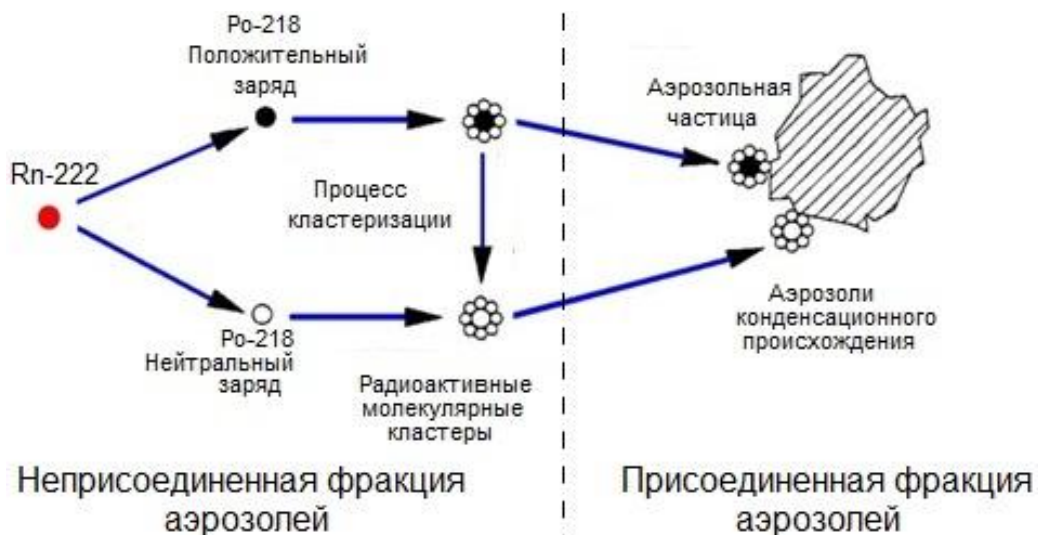 Po-218
Положительный
заряд
Rn-222
Процесс
кластеризации
Po-218
Нейтральный
заряд
Радиоактивные
молекулярные
кластеры
Аэрозольная
частица
Аэрозоли
конденсационного
происхождения
Неприсоединенная фракция
аэрозолей
Присоединенная фракция
аэрозолей